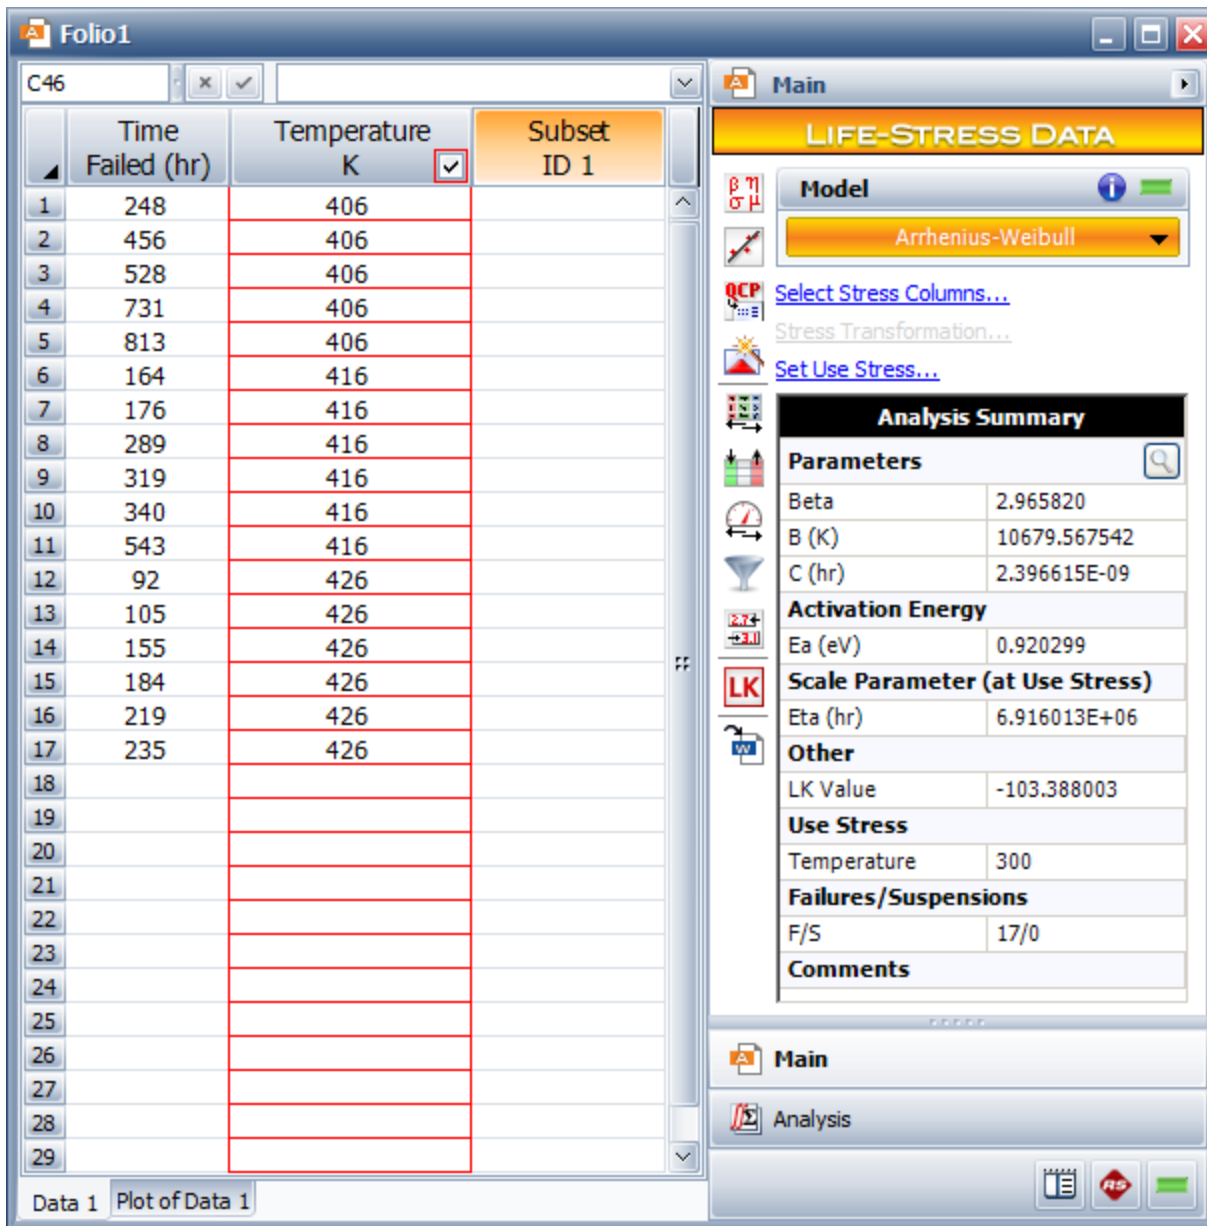 Folio1
C46
Main
Time Failed (hr) Temperature K Subset ID 1
LIFE-STRESS DATA
1 248 406
2 456 406
3 528 406
4 731 406
5 813 406
6 164 416
7 176 416
8 289 416
9 319 416
10 340 416
11 543 416
12 92 426
13 105 426
14 155 426
15 184 426
16 219 426
17 235 426
18
19
20
21
22
23
24
25
26
27
28
29
Data 1 Plot of Data 1
β η
σ μ
QCP
2.7
3.0
LK
W
Model
Arrhenius-Weibull
Select Stress Columns...
Stress Transformation...
Set Use Stress...
Analysis Summary
Parameters
Beta 2.965820
B (K) 10679.567542
C (hr) 2.396615E-09
Activation Energy
Ea (eV) 0.920299
Scale Parameter (at Use Stress)
Eta (hr) 6.916013E+06
Other
LK Value -103.388003
Use Stress
Temperature 300
Failures/Suspensions
F/S 17/0
Comments
Main
Analysis
RS